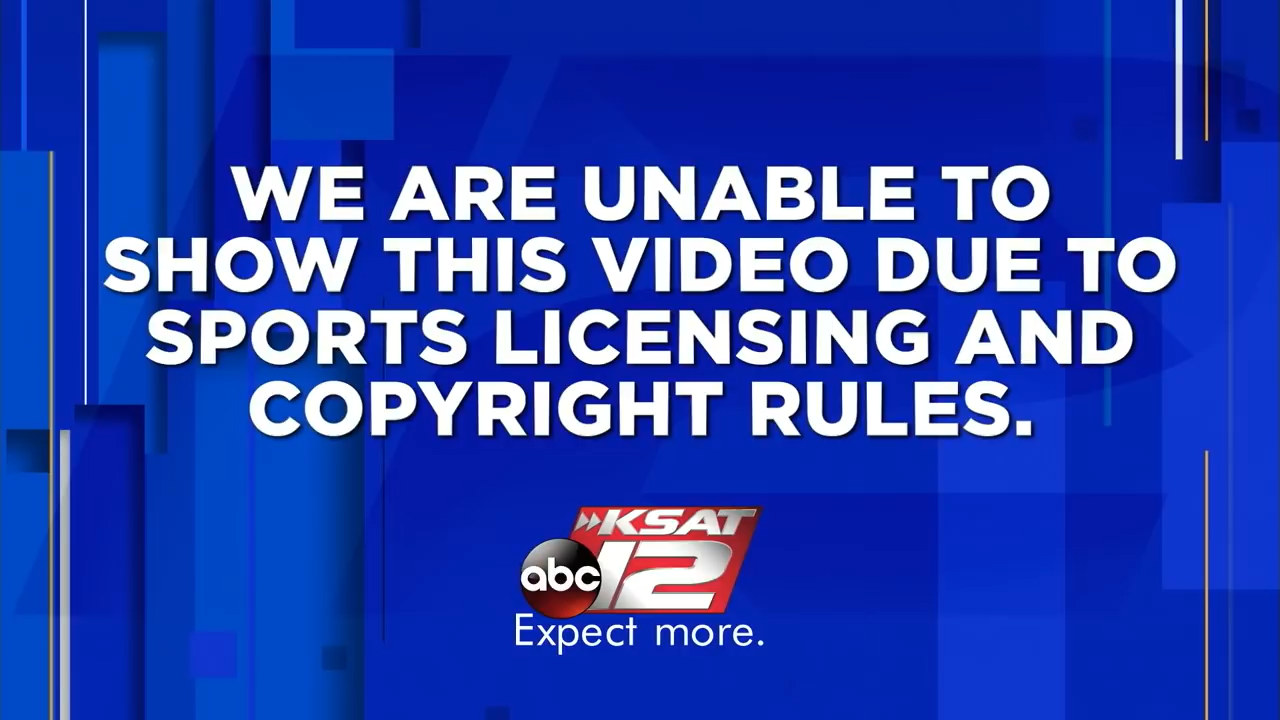 WE ARE UNABLE TO
SHOW THIS VIDEO DUE TO
SPORTS LICENSING AND
COPYRIGHT RULES.
KSAT
abc 12
Expect more.